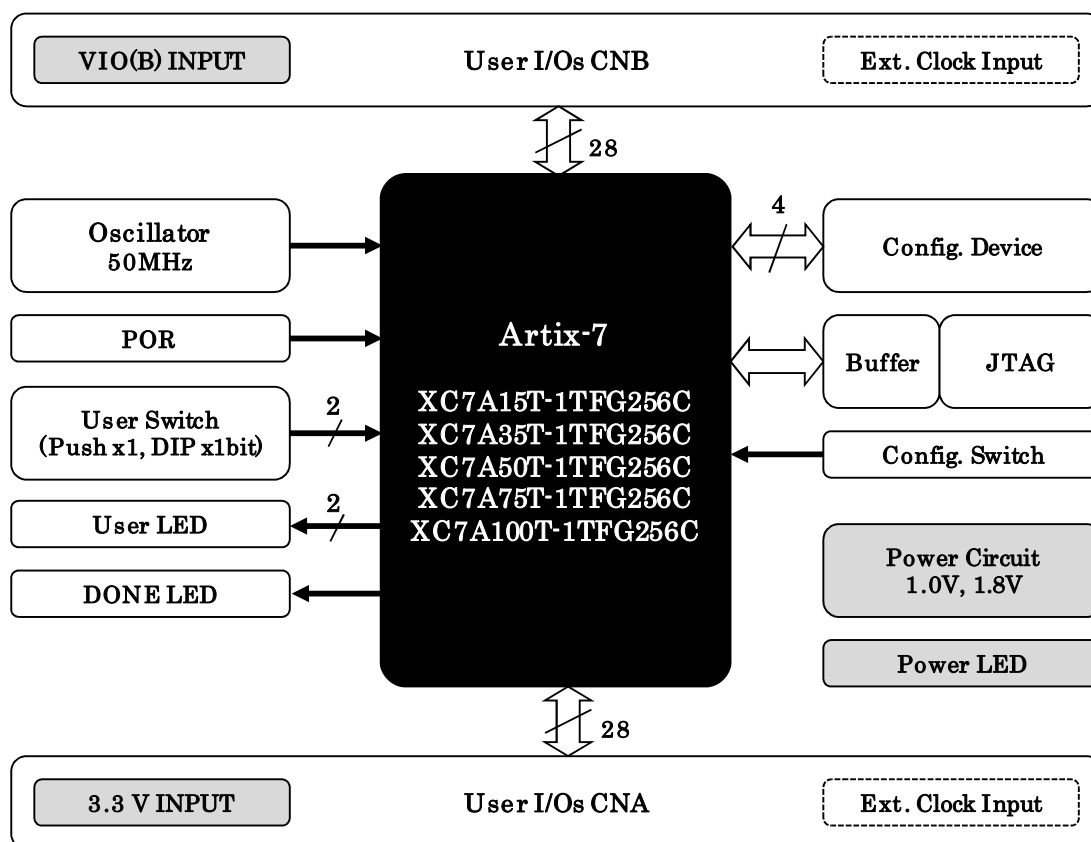 VIO(B) INPUT
User I/Os CNB
Ext. Clock Input
28
Oscillator
50MHz
4
Config. Device
POR
Artix-7
Buffer
JTAG
User Switch
(Push x1, DIP x1bit)
2
XC7A15T-1TFG256C
XC7A35T-1TFG256C
XC7A50T-1TFG256C
XC7A75T-1TFG256C
XC7A100T-1TFG256C
Config. Switch
User LED
2
DONE LED
Power Circuit
1.0V, 1.8V
Power LED
28
3.3 V INPUT
User I/Os CNA
Ext. Clock Input